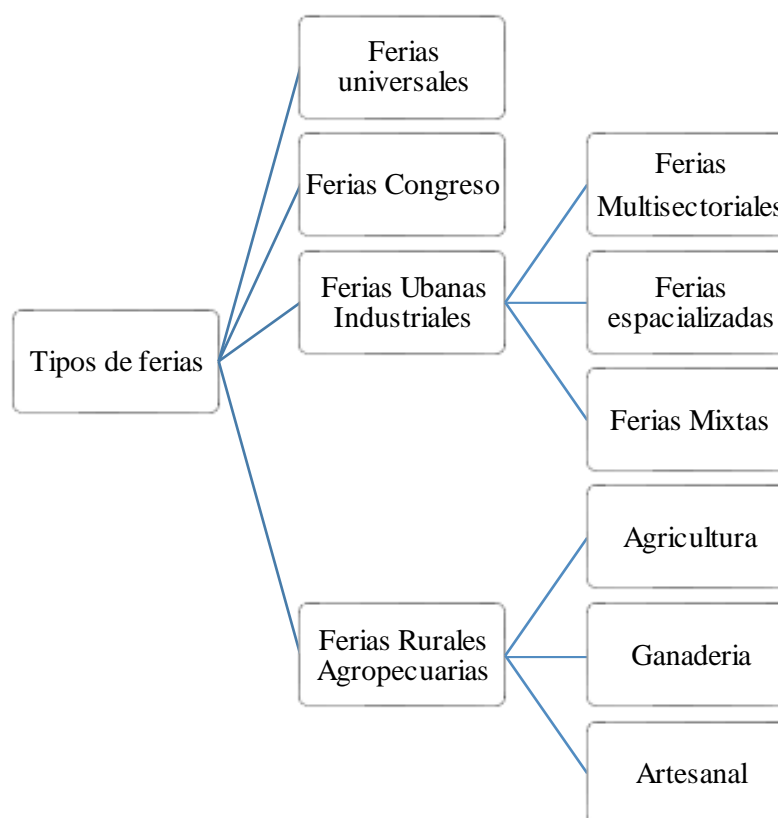 Tipos de ferias
Ferias
universales
Ferias Congreso
Ferias Ubanas
Industriales
Ferias
Multisectoriales
Ferias
espacializadas
Ferias Mixtas
Ferias Rurales
Agropecuarias
Agricultura
Ganaderia
Artesanal